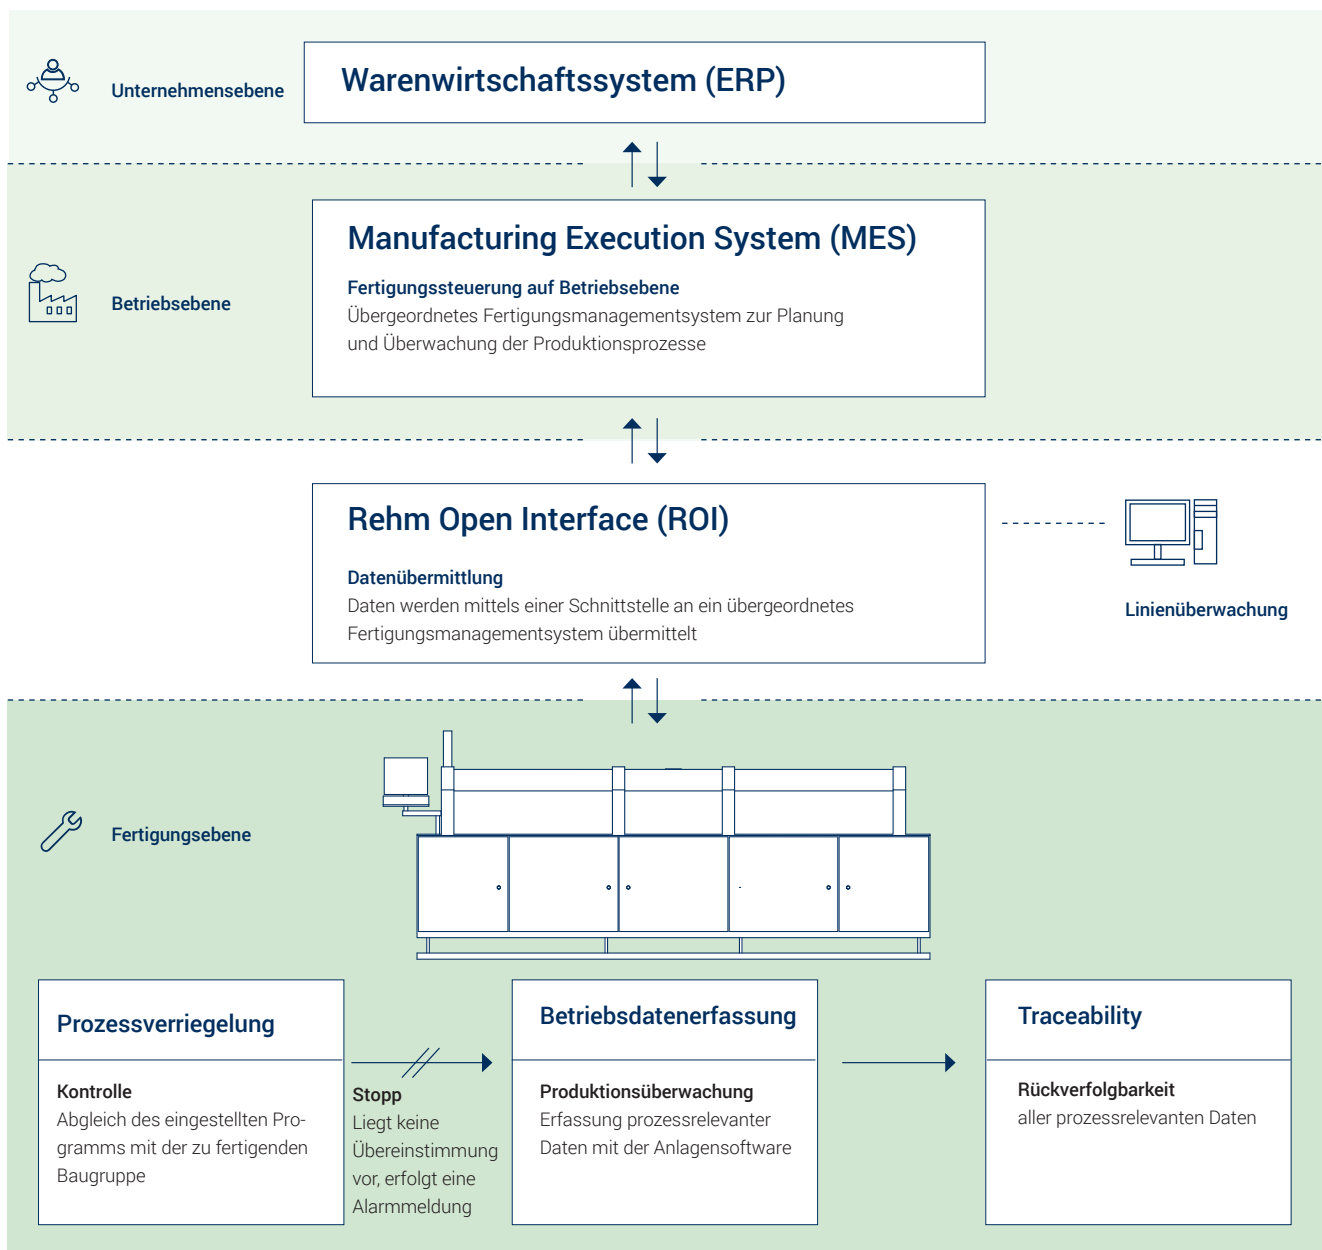 Unternehmensebene
Warenwirtschaftssystem (ERP)
Betriebsebene
Manufacturing Execution System (MES)
Fertigungssteuerung auf Betriebsebene
Übergeordnetes Fertigungsmanagementsystem zur Planung
und Überwachung der Produktionsprozesse
Rehm Open Interface (ROI)
Datenübermittlung
Daten werden mittels einer Schnittstelle an ein übergeordnetes
Fertigungsmanagementsystem übermittelt
Linienüberwachung
Fertigungsebene
Prozessverriegelung
Kontrolle
Abgleich des eingestellten Pro-
gramms mit der zu fertigenden
Baugruppe
Stopp
Liegt keine
Übereinstimmung
vor, erfolgt eine
Alarmmeldung
Betriebsdatenerfassung
Produktionsüberwachung
Erfassung prozessrelevanter
Daten mit der Anlagensoftware
Traceability
Rückverfolgbarkeit
aller prozessrelevanten Daten